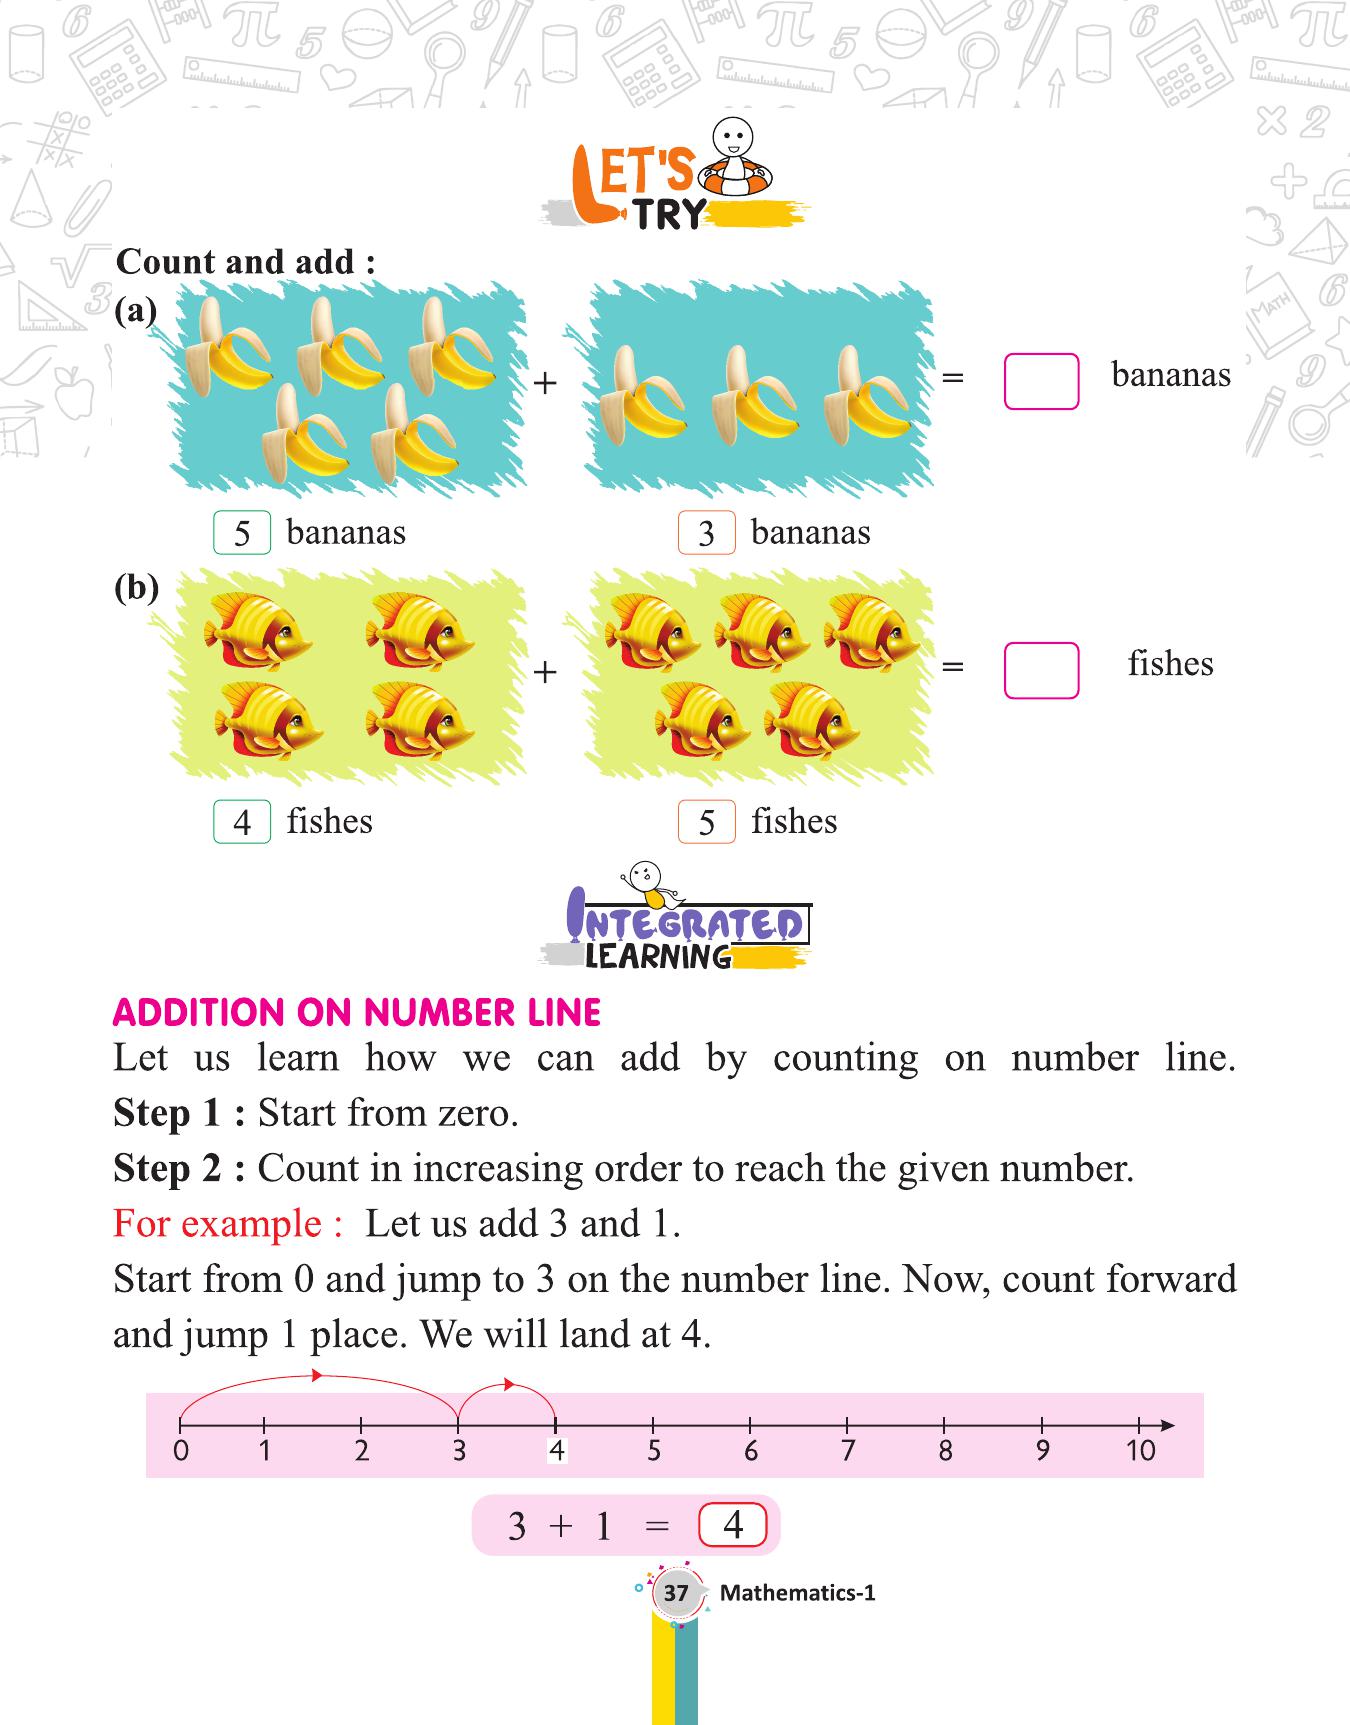 LET'S
TRY
Count and add :
(a)
+
=
bananas
5 bananas
3 bananas
(b)
+
=
fishes
4 fishes
5 fishes
INTEGRATED
LEARNING
ADDITION ON NUMBER LINE
Let us learn how we can add by counting on number line.
Step 1 : Start from zero.
Step 2 : Count in increasing order to reach the given number.
For example : Let us add 3 and 1.
Start from 0 and jump to 3 on the number line. Now, count forward
and jump 1 place. We will land at 4.
0 1 2 3 4 5 6 7 8 9 10
3 + 1 = 4
37 Mathematics-1